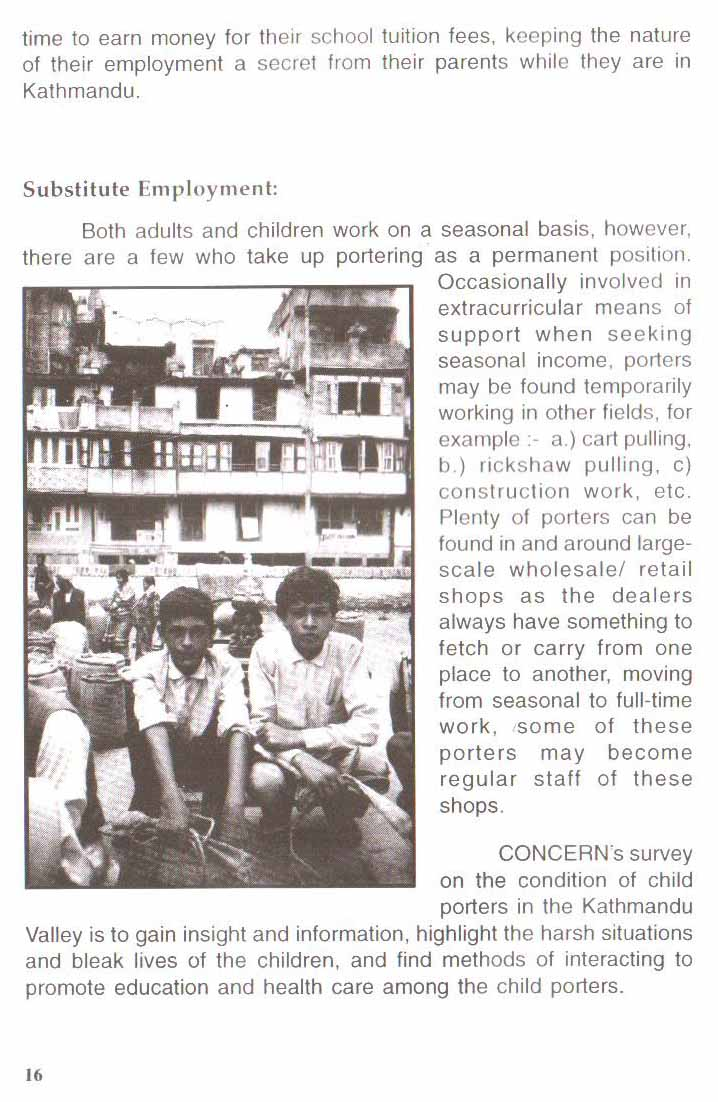 time to earn money for their school tuition fees, keeping the nature
of their employment a secret from their parents while they are in
Kathmandu.
Substitute Employment:
Both adults and children work on a seasonal basis, however,
there are a few who take up portering as a permanent position.
Occasionally involved in
extracurricular means of
support when seeking
seasonal income, porters
may be found temporarily
working in other fields, for
example :- a.) cart pulling,
b.) rickshaw pulling, c)
construction work, etc.
Plenty of porters can be
found in and around large-
scale wholesale/ retail
shops as the dealers
always have something to
fetch or carry from one
place to another, moving
from seasonal to full-time
work, some of these
porters may become
regular staff of these
shops.
CONCERN's survey
on the condition of child
porters in the Kathmandu
Valley is to gain insight and information, highlight the harsh situations
and bleak lives of the children, and find methods of interacting to
promote education and health care among the child porters.
16